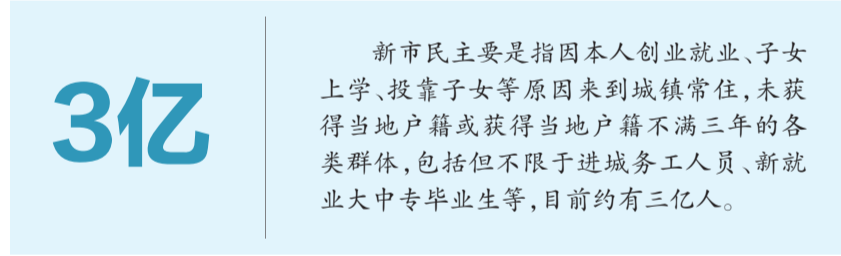 3亿
新市民主要是指因本人创业就业、子女
上学、投靠子女等原因来到城镇常住,未获
得当地户籍或获得当地户籍不满三年的各
类群体,包括但不限于进城务工人员、新就
业大中专毕业生等,目前约有三亿人。